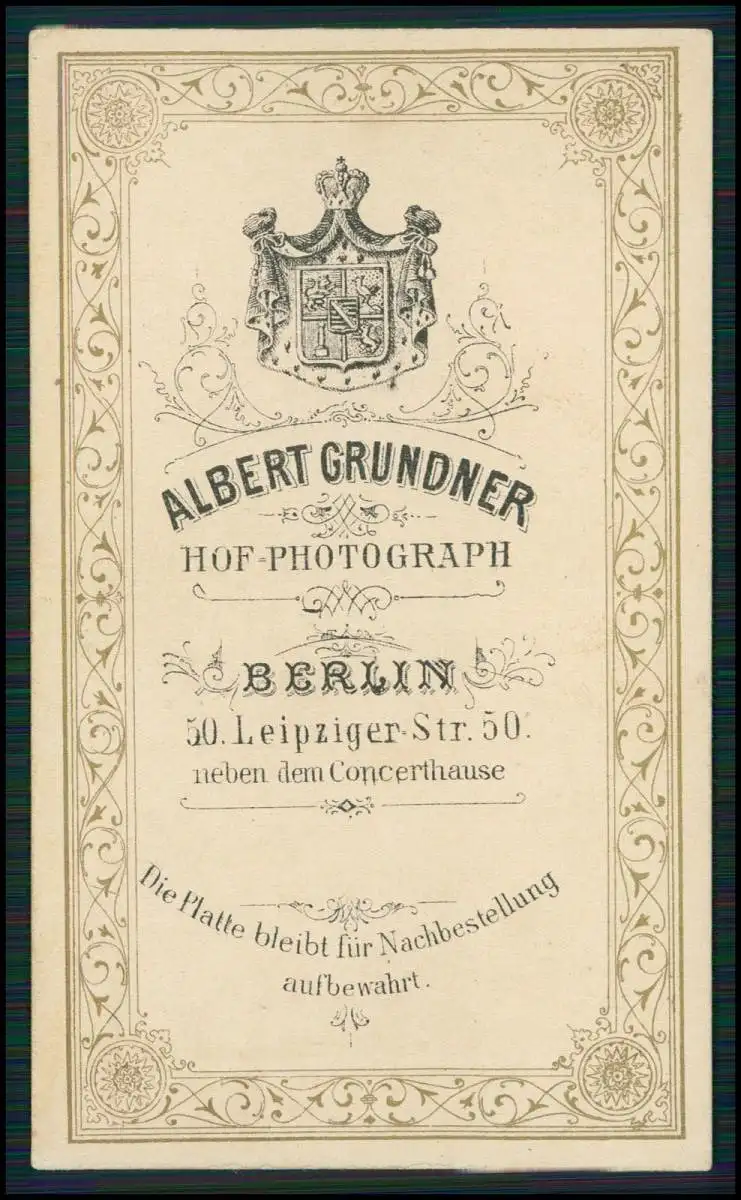 ALBERT GRUNDNER
HOF-PHOTOGRAPH
BERLIN
50. Leipziger-Str. 50.
neben dem Concerthause
Die Platte bleibt für Nachbestellung
aufbewahrt.